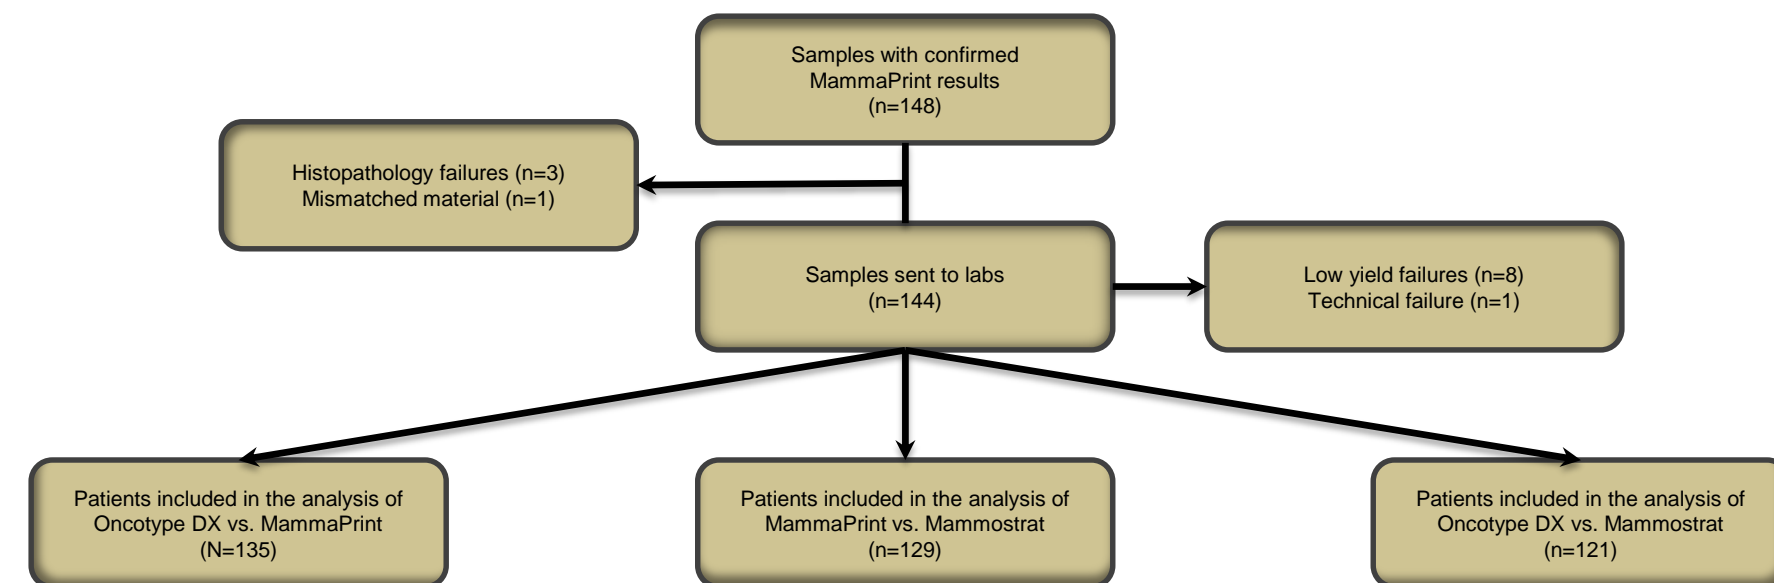 Samples with confirmed
MammaPrint results
(n=148)
Histopathology failures (n=3)
Mismatched material (n=1)
Samples sent to labs
(n=144)
Low yield failures (n=8)
Technical failure (n=1)
Patients included in the analysis of
Oncotype DX vs. MammaPrint
(N=135)
Patients included in the analysis of
MammaPrint vs. Mammostrat
(n=129)
Patients included in the analysis of
Oncotype DX vs. Mammostrat
(n=121)